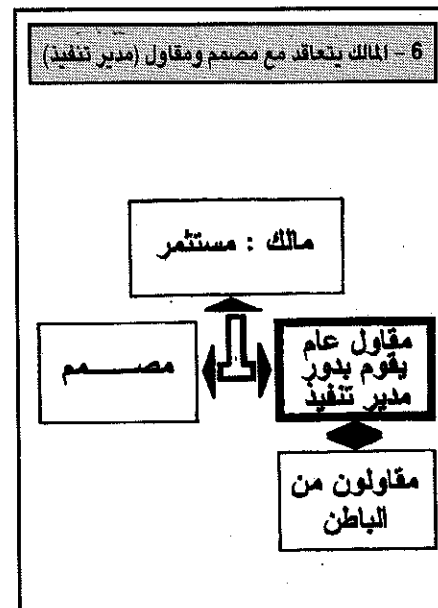 6 - المالك يتعاقد مع مصمم ومقاول (مدير تنفيذ)
مالك : مستثمر
مصمم
مقاول عام
يقوم بدور
مدير تنفيذ
مقاولون من
الباطن